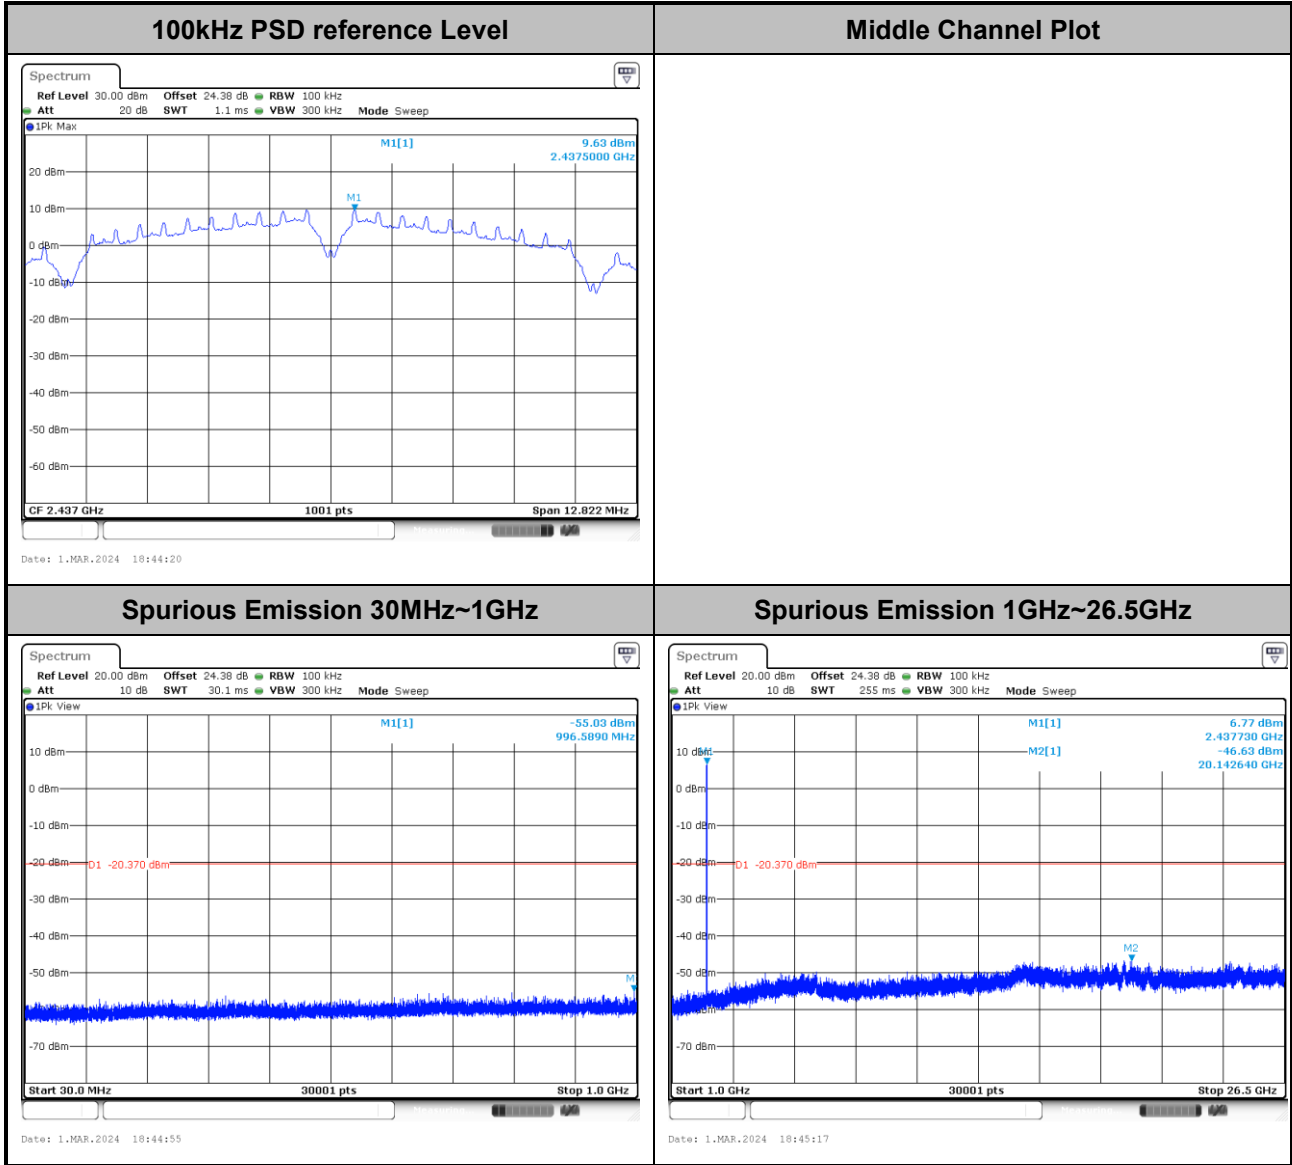 100kHz PSD reference Level
Middle Channel Plot
Spectrum
Ref Level 30.00 dBm Offset 24.38 dB RBW 100 kHz
Att 20 dB SWT 1.1 ms VBW 300 kHz Mode Sweep
1Pk Max
M1[1] 9.63 dBm
2.4375000 GHz
20 dBm
M1
10 dBm
0 dBm
-10 dBm
-20 dBm
-30 dBm
-40 dBm
-50 dBm
-60 dBm
CF 2.437 GHz 1001 pts Span 12.822 MHz
Date: 1.MAR.2024 18:44:20
Spurious Emission 30MHz~1GHz
Spurious Emission 1GHz~26.5GHz
Spectrum
Ref Level 20.00 dBm Offset 24.38 dB RBW 100 kHz
Att 10 dB SWT 30.1 ms VBW 300 kHz Mode Sweep
1Pk View
M1[1] -55.03 dBm
996.5890 MHz
10 dBm
0 dBm
-10 dBm
-20 dBm
D1 -20.370 dBm
-30 dBm
-40 dBm
-50 dBm
-70 dBm
Start 30.0 MHz 30001 pts Stop 1.0 GHz
Date: 1.MAR.2024 18:44:55
Spectrum
Ref Level 20.00 dBm Offset 24.38 dB RBW 100 kHz
Att 10 dB SWT 255 ms VBW 300 kHz Mode Sweep
1Pk View
M1[1] 6.77 dBm
2.437730 GHz
10 dBm M1 M2[1] -46.63 dBm
20.142640 GHz
0 dBm
-10 dBm
-20 dBm
D1 -20.370 dBm
-30 dBm
-40 dBm
M2
-50 dBm
-70 dBm
Start 1.0 GHz 30001 pts Stop 26.5 GHz
Date: 1.MAR.2024 18:45:17